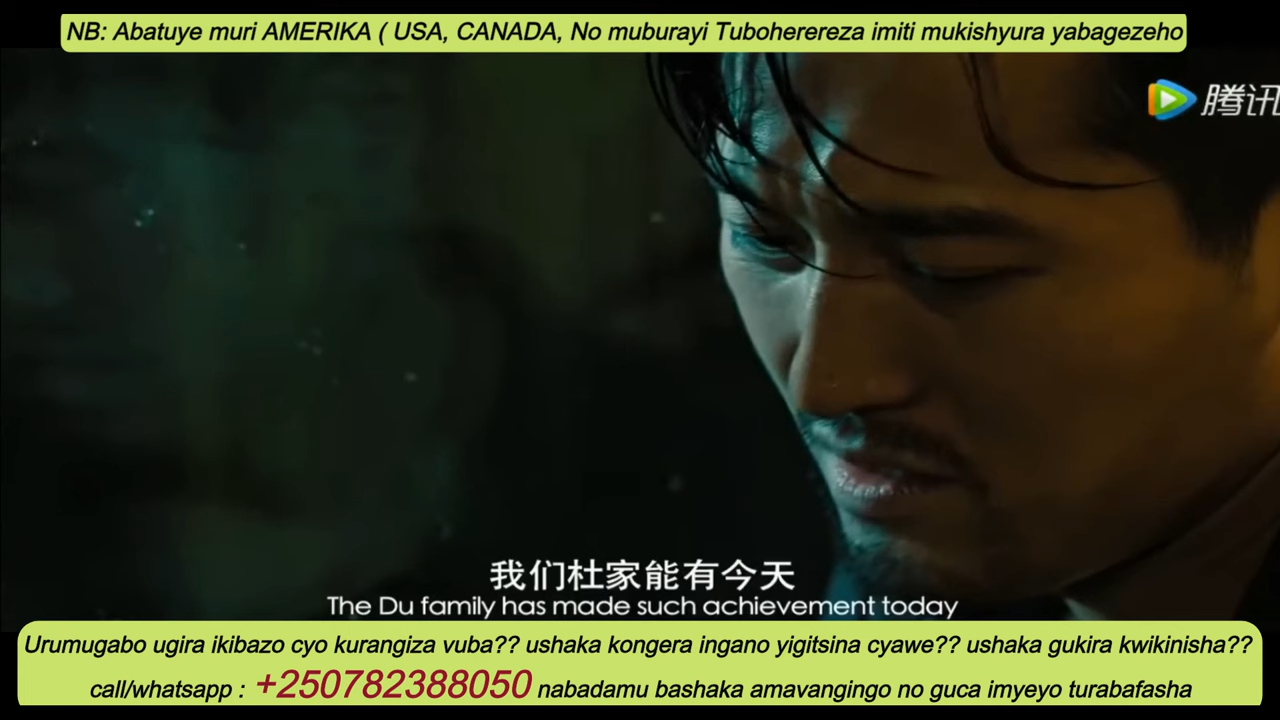 NB: Abatuye muri AMERIKA ( USA, CANADA, No muburayi Tuboherereza imiti mukishyura yabagezeho
腾讯
我们杜家能有今天
The Du family has made such achievement today
Urumugabo ugira ikibazo cyo kurangiza vuba?? ushaka kongera ingano yigitsina cyawe?? ushaka gukira kwikinisha??
call/whatsapp : +250782388050 nabadamu bashaka amavangingo no guca imyeyo turabafasha